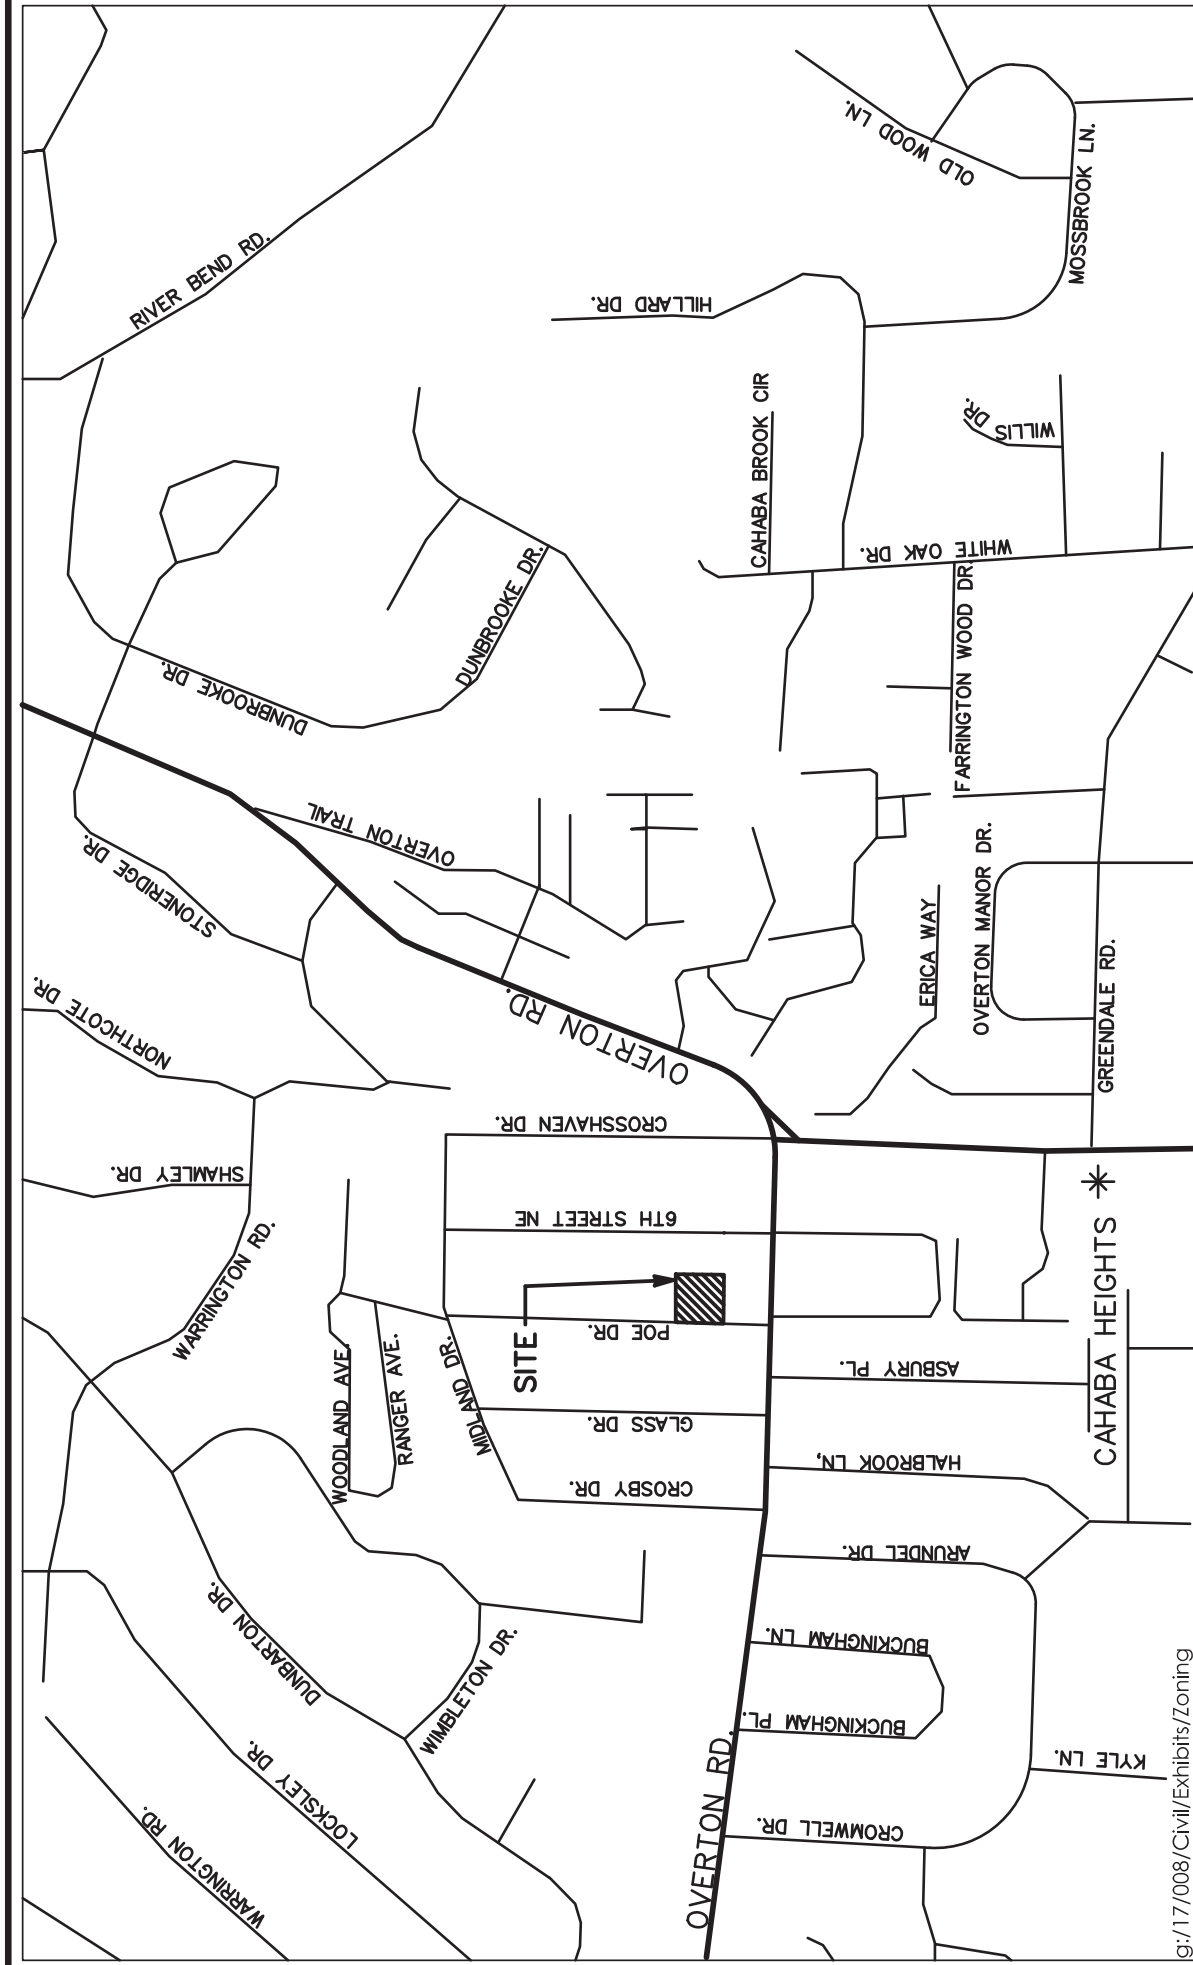 RIVER BEND RD.
OLD WOOD LN.
MOSSBROOK LN.
HILLARD DR.
CAHABA BROOK CIR
WILLIS DR.
WHITE OAK DR.
FARRINGTON WOOD DR.
DUNBROOKE DR.
DUNBROOKE DR.
OVERTON TRAIL
STONERIDGE DR.
NORTHCOTE DR.
OVERTON RD.
ERICA WAY
OVERTON MANOR DR.
GREENDALE RD.
SHAMLEY DR.
WARRINGTON RD.
CROSSHAVEN DR.
6TH STREET NE
SITE
POE DR.
WOODLAND AVE.
RANGER AVE.
MIDLAND DR.
GLASS DR.
CROSBY DR.
ASBURY PL.
CAHABA HEIGHTS
HALBROOK LN,
ARUNDEL DR.
BUCKINGHAM LN.
BUCKINGHAM PL.
KYLE LN.
CROMWELL DR.
OVERTON RD.
DUNBARTON DR.
WIMBLETON DR.
LOCKSLEY DR.
WARRINGTON RD.
g:/17/008/Civil/Exhibits/Zoning